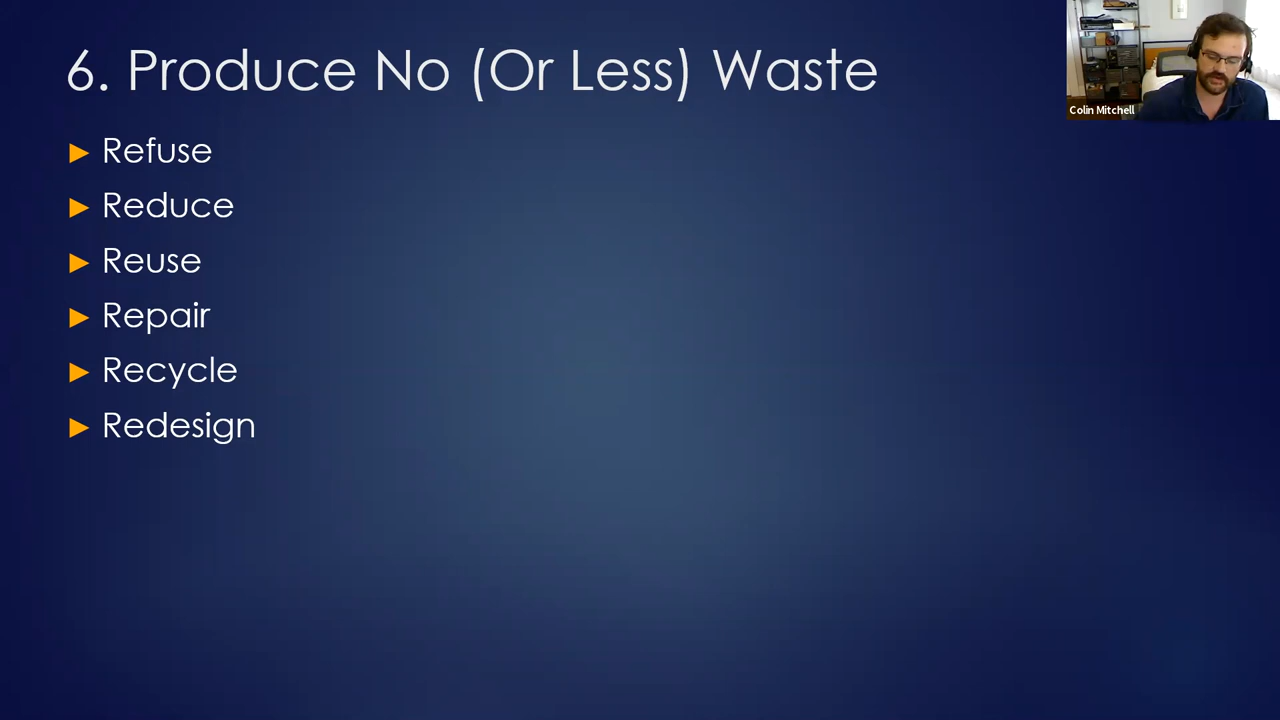 6. Produce No (Or Less) Waste
Refuse
Reduce
Reuse
Repair
Recycle
Redesign
Colin Mitchell